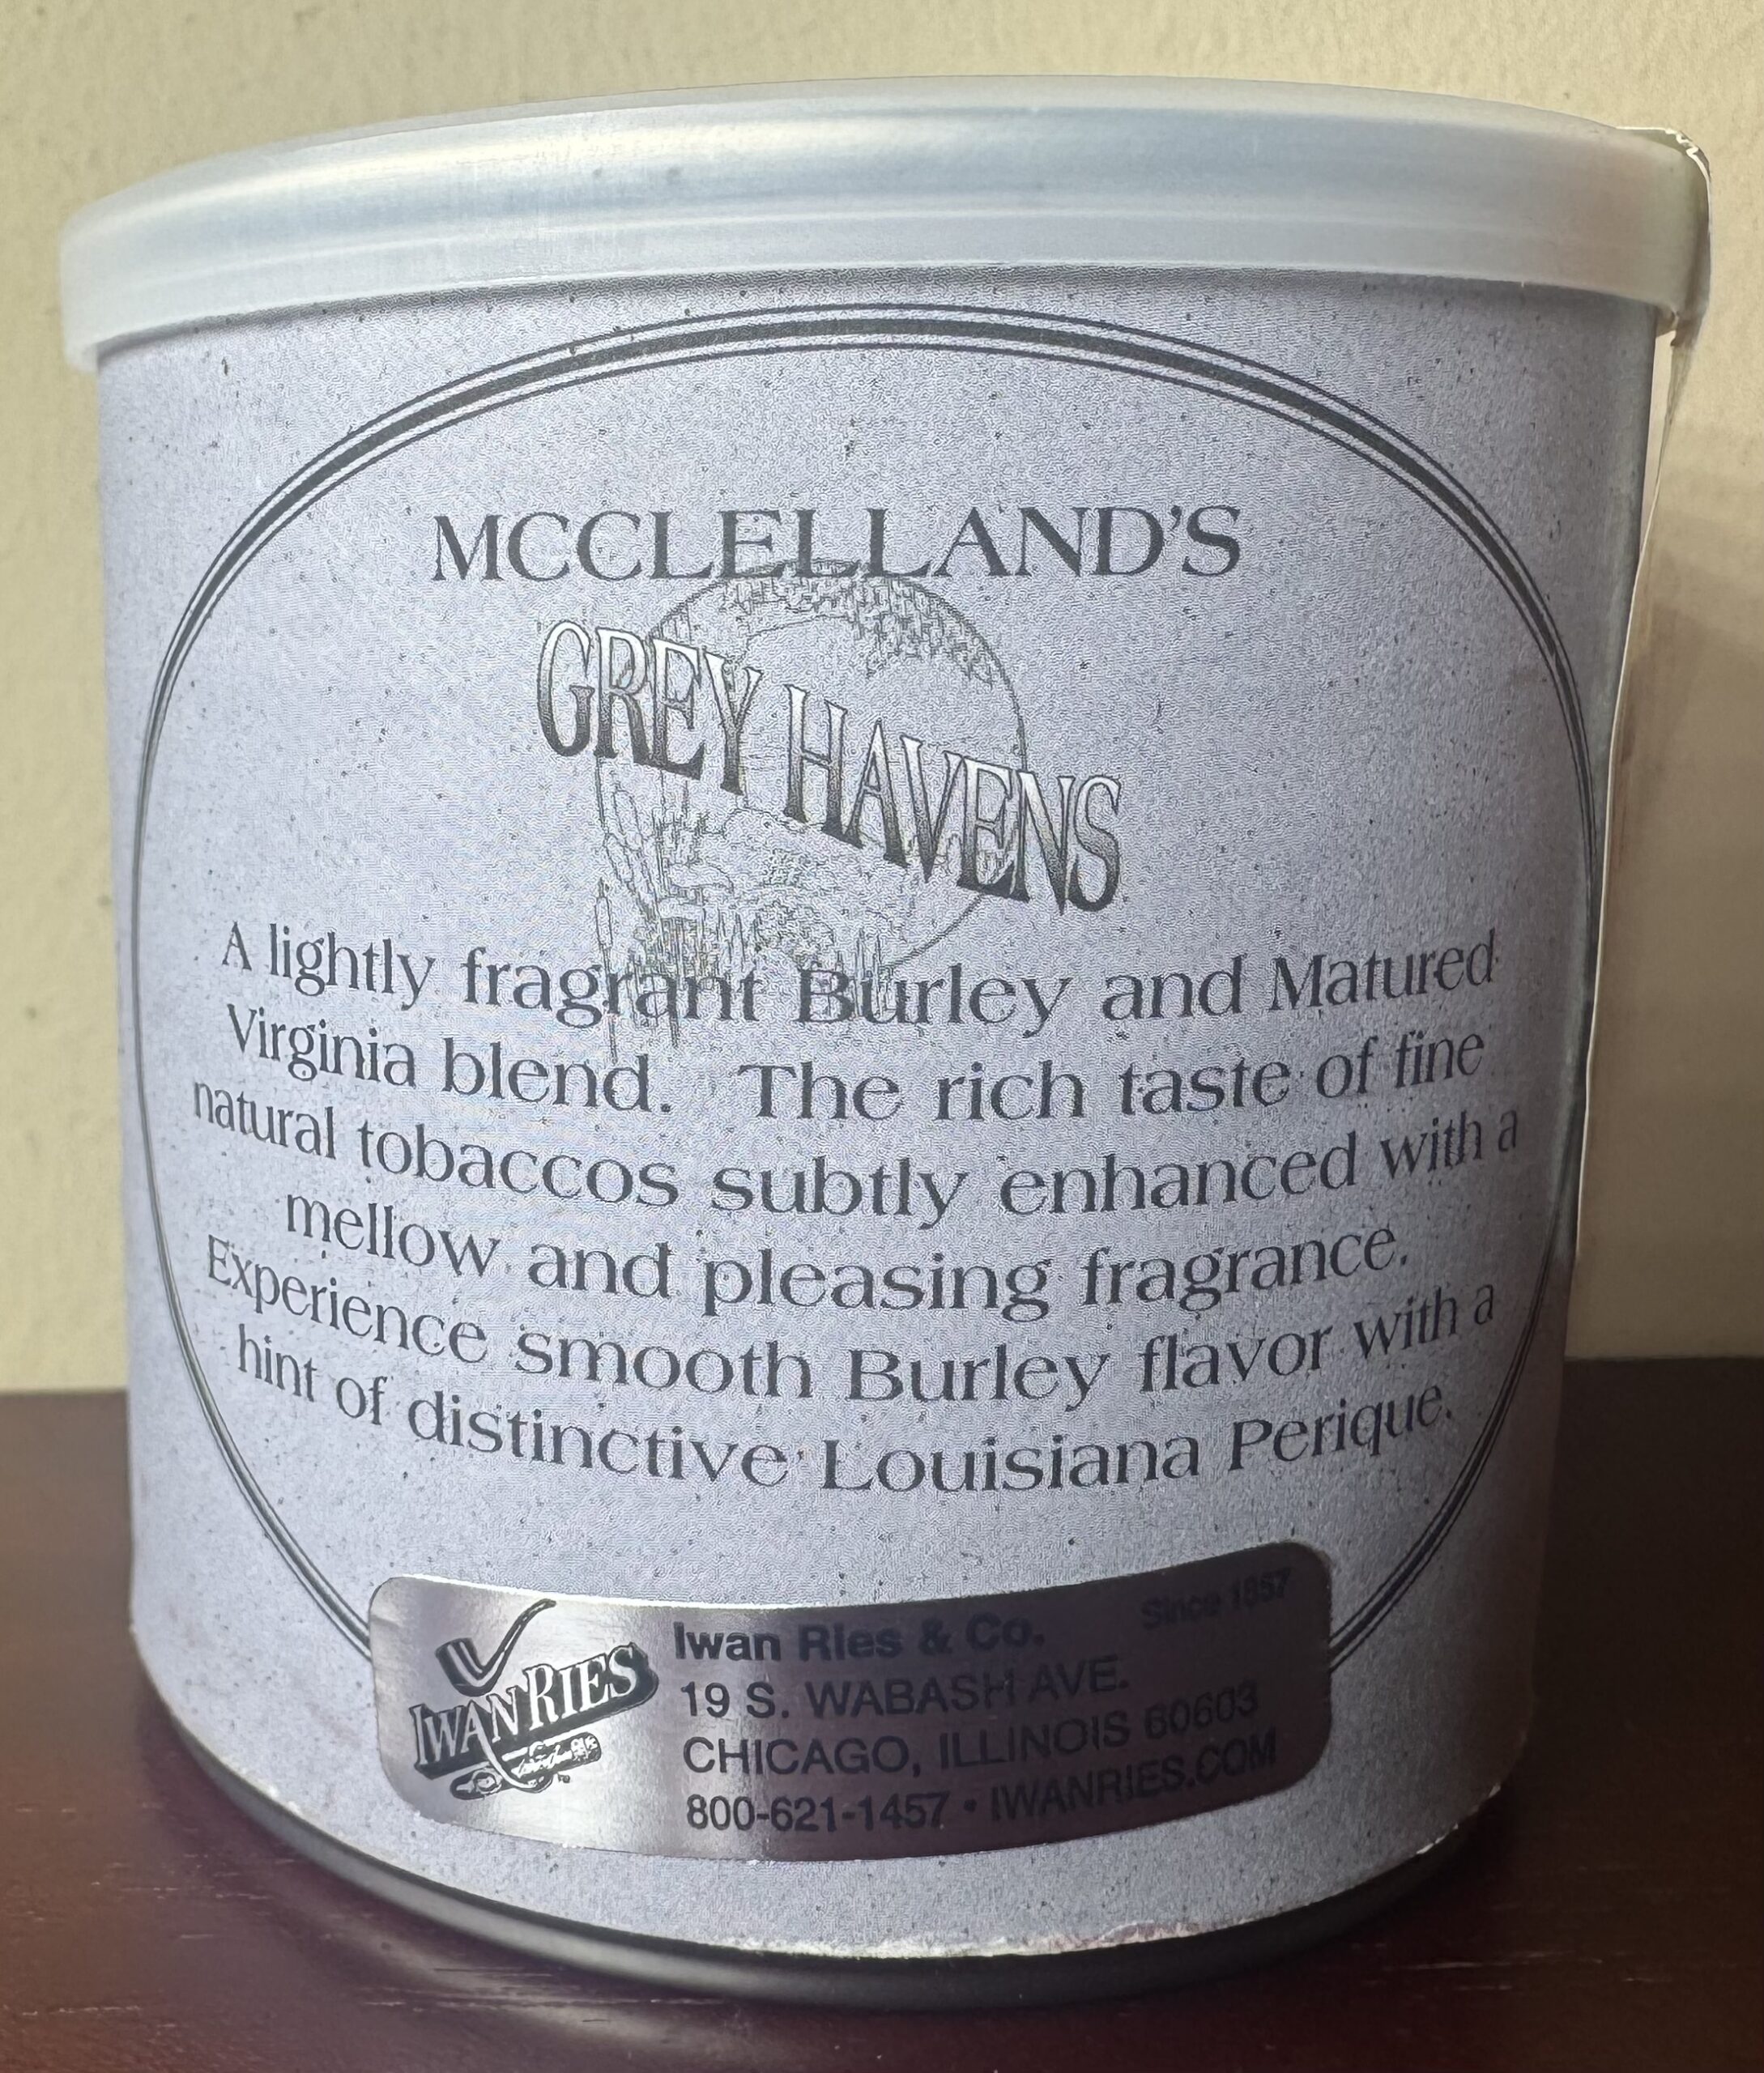 MCCLELLAND'S
GREY HAVENS
A lightly fragrant Burley and Matured
Virginia blend. The rich taste of fine
natural tobaccos subtly enhanced with a
mellow and pleasing fragrance.
Experience smooth Burley flavor with a
hint of distinctive Louisiana Perique.
IWAN RIES
Iwan Ries & Co. Since 1857
19 S. WABASH AVE.
CHICAGO, ILLINOIS 60603
800-621-1457 • IWANRIES.COM